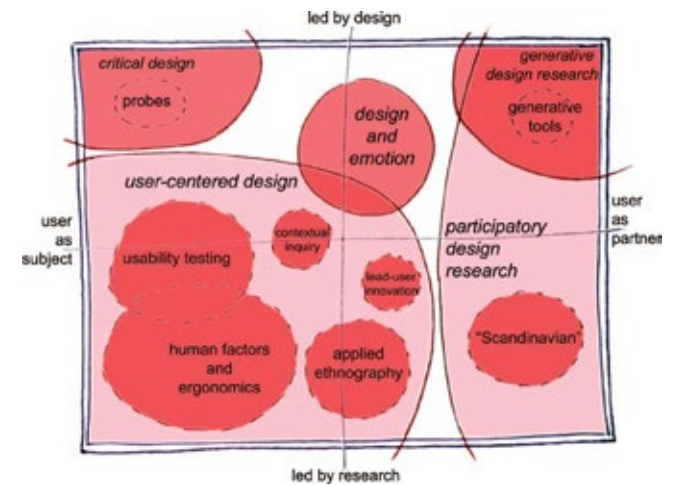 led by design
critical design
probes
generative
design research
generative
tools
design
and
emotion
user-centered design
user
as
subject
usability testing
contextual
inquiry
lead-user
innovation
participatory
design
research
user
as
partner
human factors
and
ergonomics
applied
ethnography
"Scandinavian"
led by research